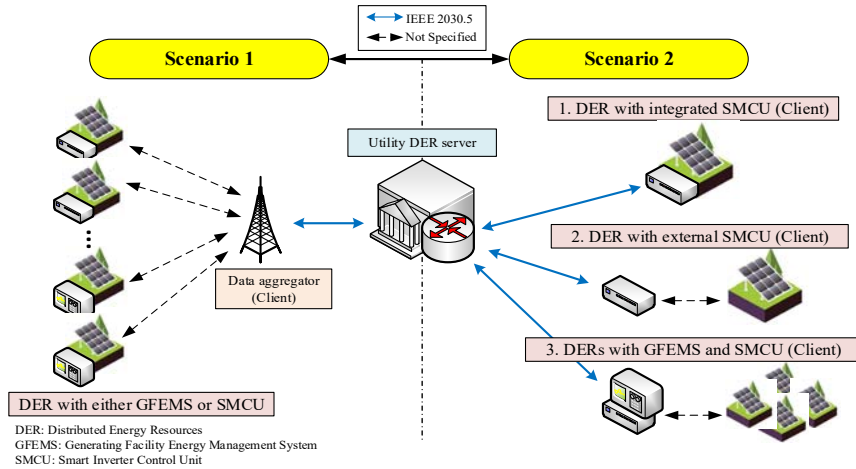 IEEE 2030.5
Not Specified
Scenario 1
Scenario 2
1. DER with integrated SMCU (Client)
Utility DER server
2. DER with external SMCU (Client)
Data aggregator
(Client)
3. DERs with GFEMS and SMCU (Client)
DER with either GFEMS or SMCU
DER: Distributed Energy Resources
GFEMS: Generating Facility Energy Management System
SMCU: Smart Inverter Control Unit